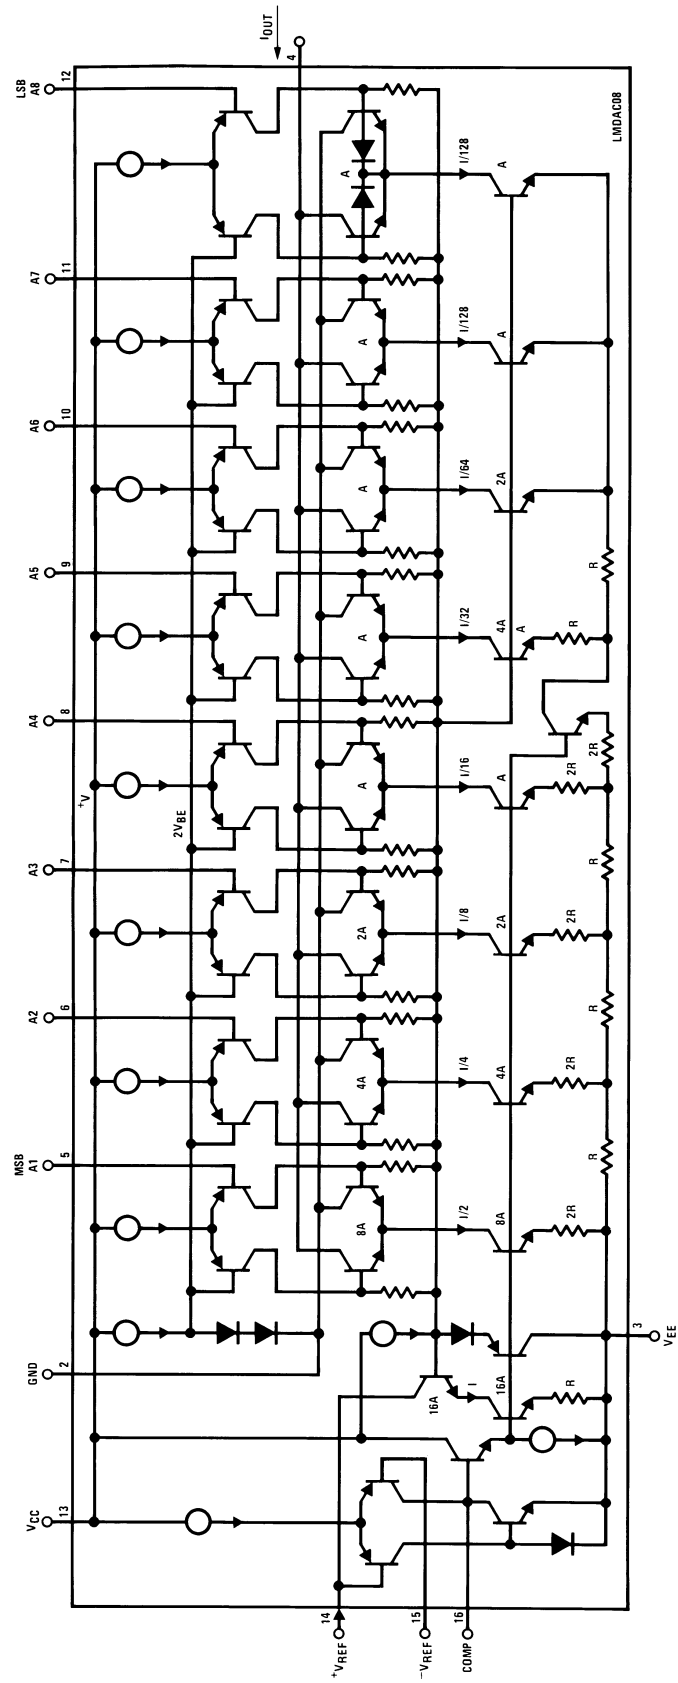 VCC
13
GND
2
MSB
A1
5
A2
6
A3
7
A4
8
A5
9
A6
10
A7
11
LSB
A8
12
+V
2VBE
IOUT
4
8A
4A
2A
A
A
A
A
A
I/2
I/4
I/8
I/16
I/32
I/64
I/128
I/128
16A
I
16A
8A
4A
2A
A
4A
A
2A
A
A
R
2R
2R
2R
2R
2R
R
R
R
R
R
R
+VREF
14
−VREF
15
COMP
16
3
VEE
LMDAC08